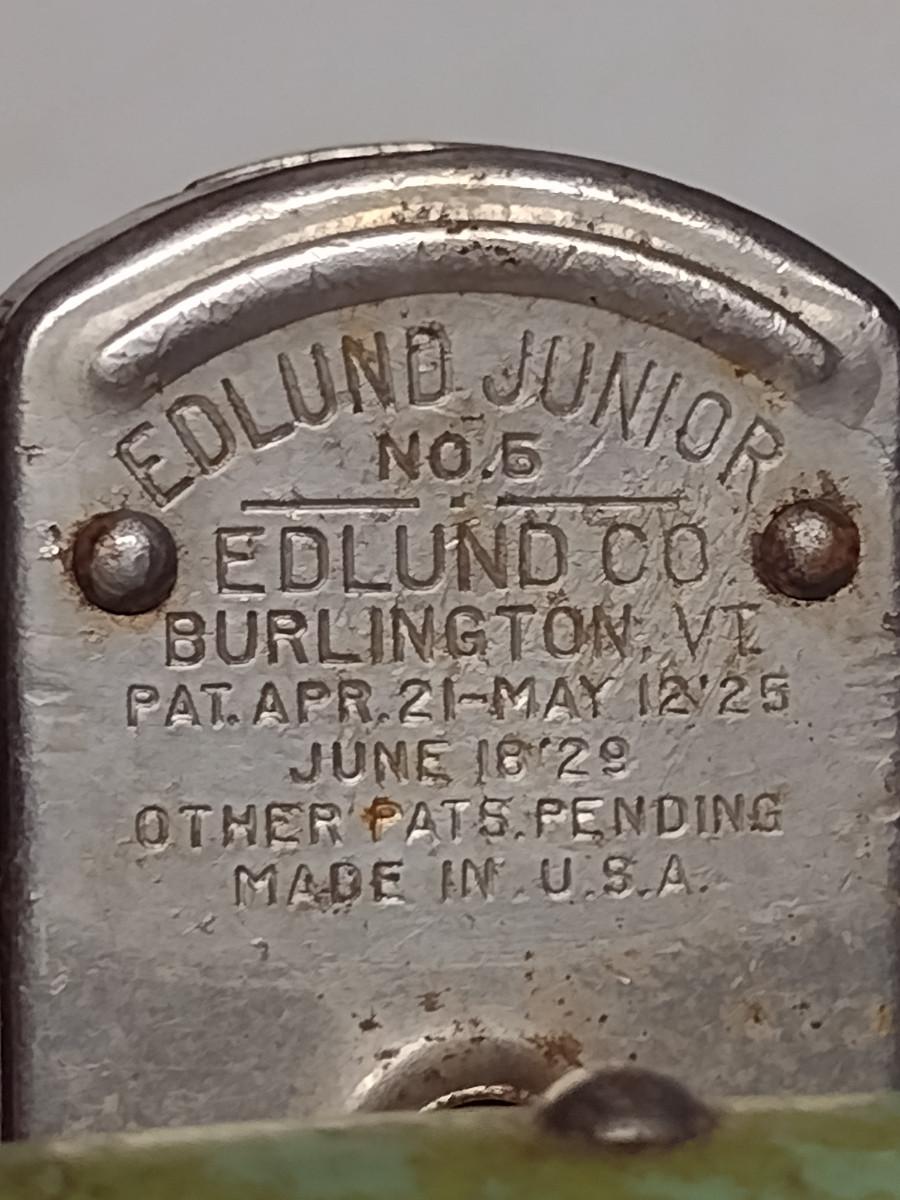 EDLUND JUNIOR
NO.5
EDLUND CO
BURLINGTON, VT.
PAT. APR. 21-MAY 12'25
JUNE 18'29
OTHER PATS. PENDING
MADE IN U.S.A.